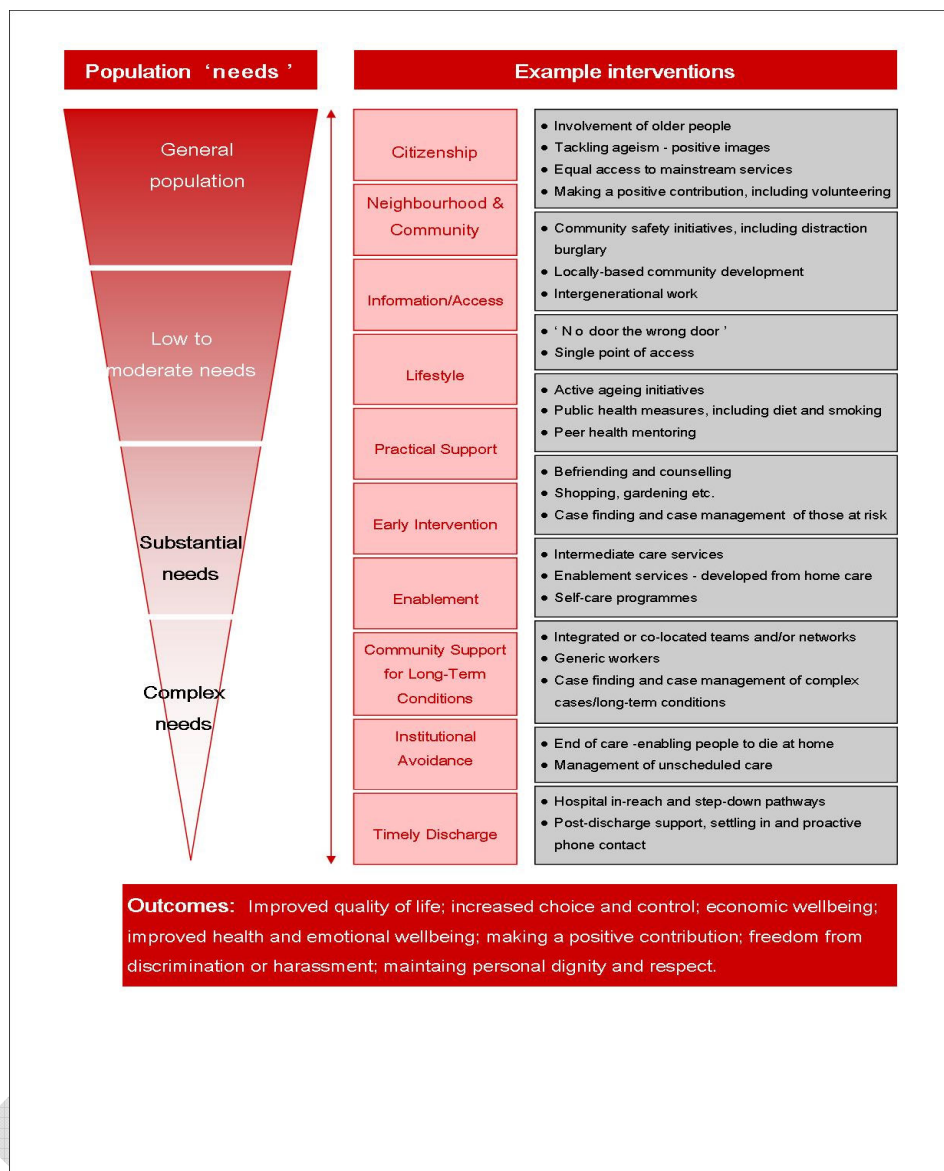 Population 'needs'
Example interventions
General
population
Low to
moderate needs
Substantial
needs
Complex
needs
Citizenship
Neighbourhood &
Community
Information/Access
Lifestyle
Practical Support
Early Intervention
Enablement
Community Support
for Long-Term
Conditions
Institutional
Avoidance
Timely Discharge
• Involvement of older people
• Tackling ageism - positive images
• Equal access to mainstream services
• Making a positive contribution, including volunteering
• Community safety initiatives, including distraction
burglary
• Locally-based community development
• Intergenerational work
• 'No door the wrong door'
• Single point of access
• Active ageing initiatives
• Public health measures, including diet and smoking
• Peer health mentoring
• Befriending and counselling
• Shopping, gardening etc.
• Case finding and case management of those at risk
• Intermediate care services
• Enablement services - developed from home care
• Self-care programmes
• Integrated or co-located teams and/or networks
• Generic workers
• Case finding and case management of complex
cases/long-term conditions
• End of care -enabling people to die at home
• Management of unscheduled care
• Hospital in-reach and step-down pathways
• Post-discharge support, settling in and proactive
phone contact
Outcomes: Improved quality of life; increased choice and control; economic wellbeing;
improved health and emotional wellbeing; making a positive contribution; freedom from
discrimination or harassment; maintaing personal dignity and respect.